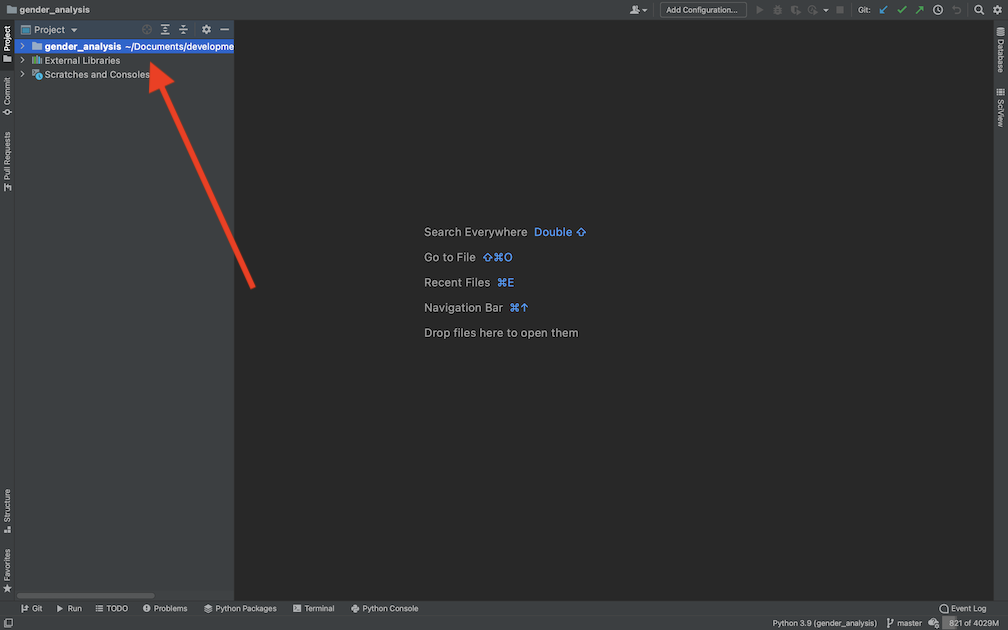 gender_analysis
Add Configuration...
Git:
Project
Project
gender_analysis ~/Documents/developme
External Libraries
Scratches and Consoles
Commit
Pull Requests
Structure
Favorites
Database
SciView
Search Everywhere Double ⇧
Go to File ⇧⌘O
Recent Files ⌘E
Navigation Bar ⌘↑
Drop files here to open them
Git Run TODO Problems Python Packages Terminal Python Console Event Log
Python 3.9 (gender_analysis) master 821 of 4029M